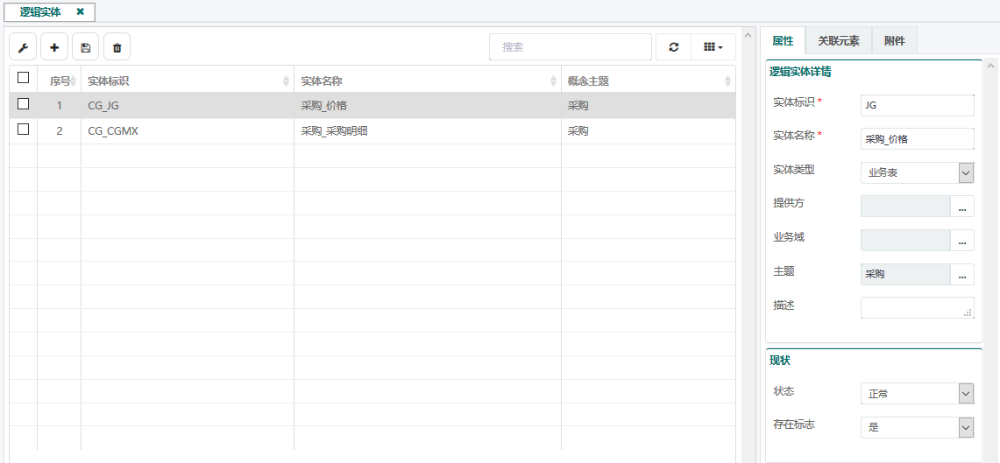 逻辑实体 ×
搜索
序号 实体标识 实体名称 概念主题
1 CG_JG 采购_价格 采购
2 CG_CGMX 采购_采购明细 采购
属性 关联元素 附件
逻辑实体详情
实体标识 * JG
实体名称 * 采购_价格
实体类型 业务表
提供方 ...
业务域 ...
主题 采购 ...
描述
现状
状态 正常
存在标志 是